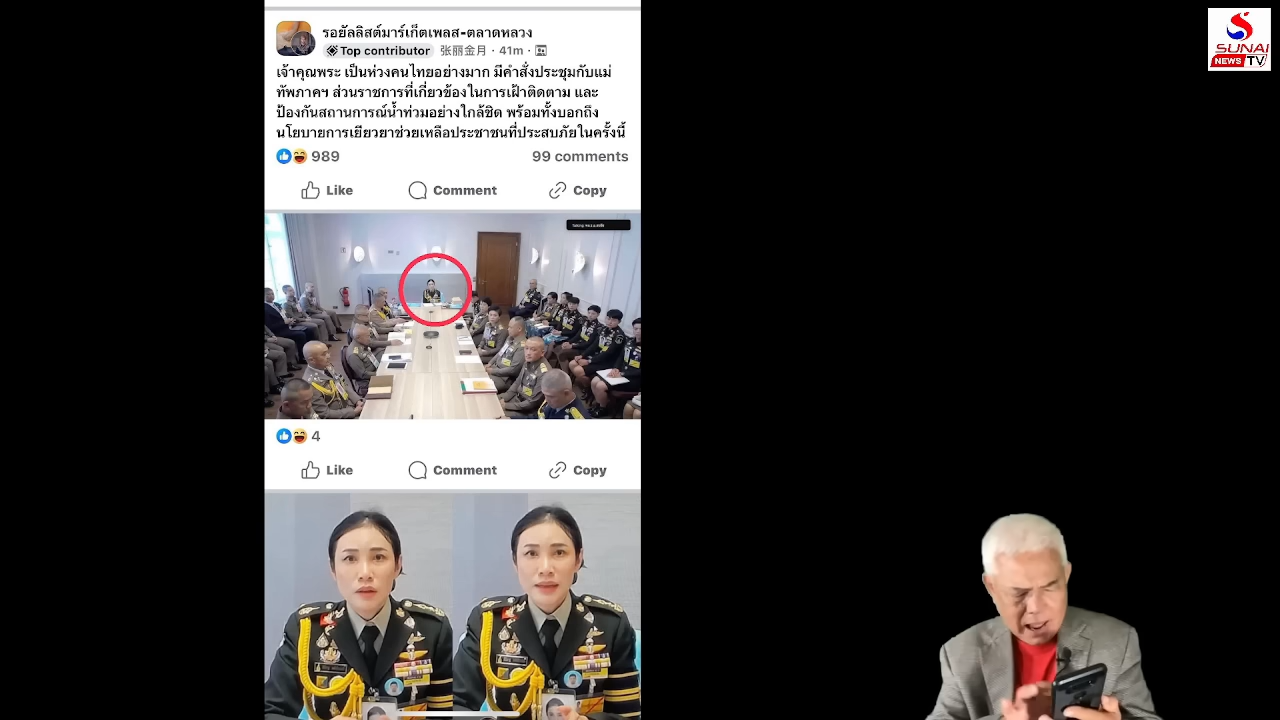 รอยัลลิสต์มาร์เก็ตเพลส-ตลาดหลวง
Top contributor 张丽金月 · 41m ·
เจ้าคุณพระ เป็นห่วงคนไทยอย่างมาก มีคำสั่งประชุมกับแม่
ทัพภาคฯ ส่วนราชการที่เกี่ยวข้องในการเฝ้าติดตาม และ
ป้องกันสถานการณ์น้ำท่วมอย่างใกล้ชิด พร้อมทั้งบอกถึง
นโยบายการเยียวยาช่วยเหลือประชาชนที่ประสบภัยในครั้งนี้
989 99 comments
Like Comment Copy
4
Like Comment Copy
SUNAI
NEWS TV